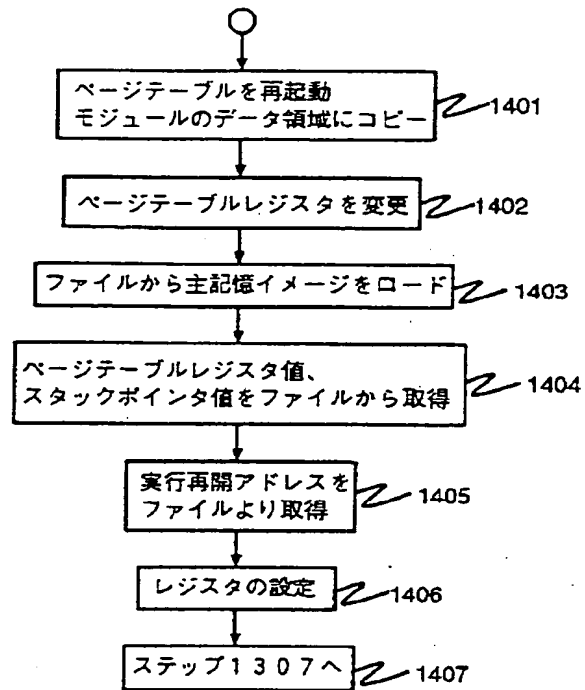 ページテーブルを再起動
モジュールのデータ領域にコピー
1401
ページテーブルレジスタを変更
1402
ファイルから主記憶イメージをロード
1403
ページテーブルレジスタ値、
スタックポインタ値をファイルから取得
1404
実行再開アドレスを
ファイルより取得
1405
レジスタの設定
1406
ステップ1307へ
1407